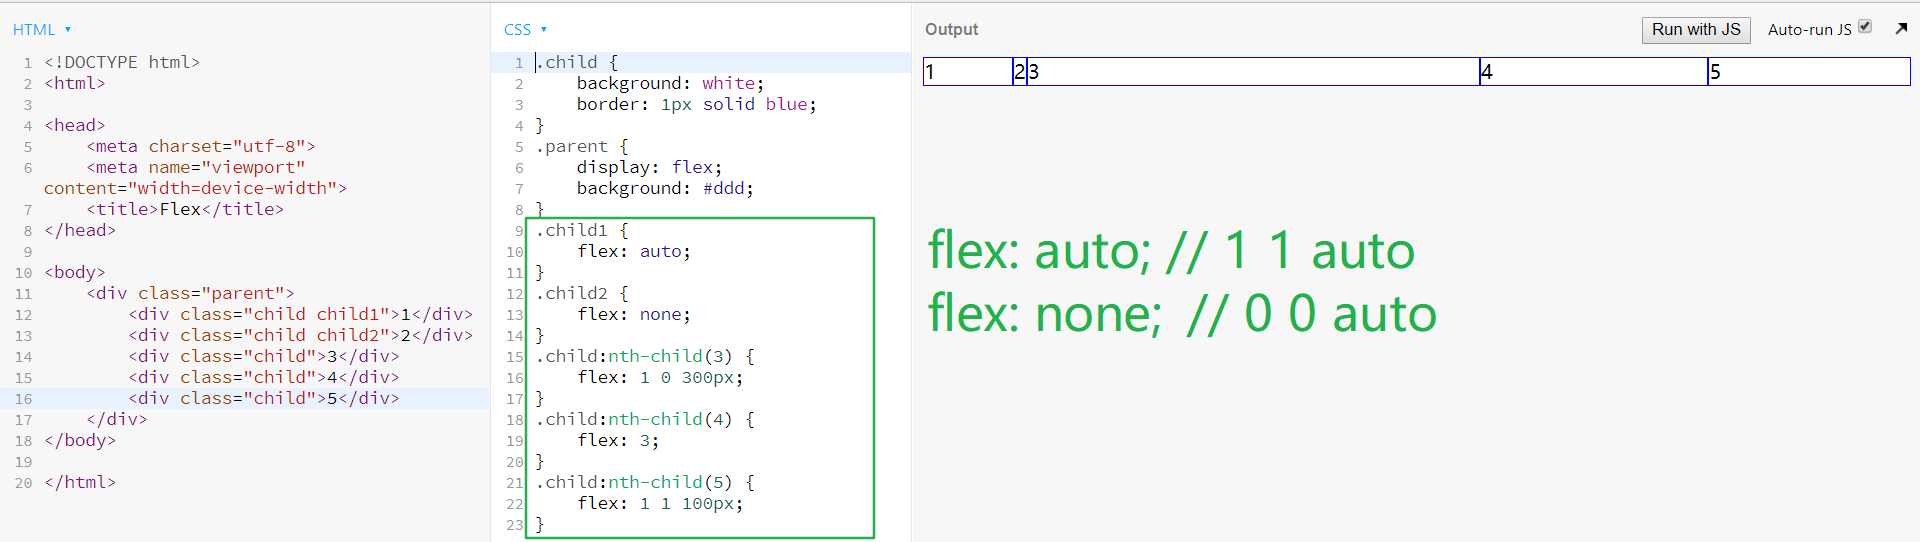 HTML ▾
1 <!DOCTYPE html>
2 <html>
3
4 <head>
5     <meta charset="utf-8">
6     <meta name="viewport"
content="width=device-width">
7     <title>Flex</title>
8 </head>
9
10 <body>
11     <div class="parent">
12         <div class="child child1">1</div>
13         <div class="child child2">2</div>
14         <div class="child">3</div>
15         <div class="child">4</div>
16         <div class="child">5</div>
17     </div>
18 </body>
19
20 </html>
CSS ▾
1 .child {
2     background: white;
3     border: 1px solid blue;
4 }
5 .parent {
6     display: flex;
7     background: #ddd;
8 }
9 .child1 {
10     flex: auto;
11 }
12 .child2 {
13     flex: none;
14 }
15 .child:nth-child(3) {
16     flex: 1 0 300px;
17 }
18 .child:nth-child(4) {
19     flex: 3;
20 }
21 .child:nth-child(5) {
22     flex: 1 1 100px;
23 }
Output Run with JS Auto-run JS
1 2 3 4 5
flex: auto; // 1 1 auto
flex: none; // 0 0 auto